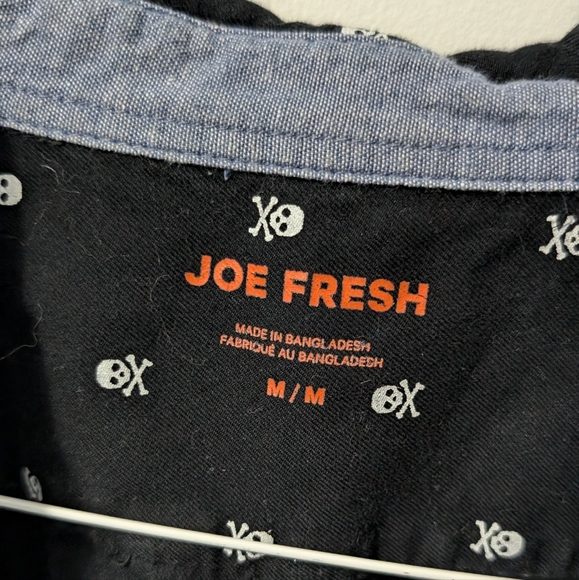 JOE FRESH
MADE IN BANGLADESH
FABRIQUÉ AU BANGLADESH
M / M